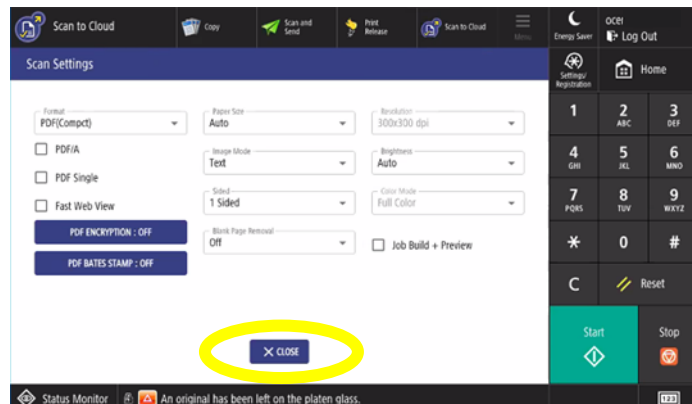 Scan to Cloud
Copy
Scan and
Send
Print
Release
Scan to Cloud
Menu
Energy Saver
ocer
Log Out
Scan Settings
Settings/
Registration
Home
Format
PDF(Compct)
Paper Size
Auto
Resolution
300x300 dpi
PDF/A
Image Mode
Text
Brightness
Auto
PDF Single
Fast Web View
Sided
1 Sided
Color Mode
Full Color
PDF ENCRYPTION : OFF
Blank Page Removal
Off
Job Build + Preview
PDF BATES STAMP : OFF
X CLOSE
1
2
ABC
3
DEF
4
GHI
5
JKL
6
MNO
7
PQRS
8
TUV
9
WXYZ
*
0
#
C
Reset
Start
Stop
Status Monitor
An original has been left on the platen glass.
123